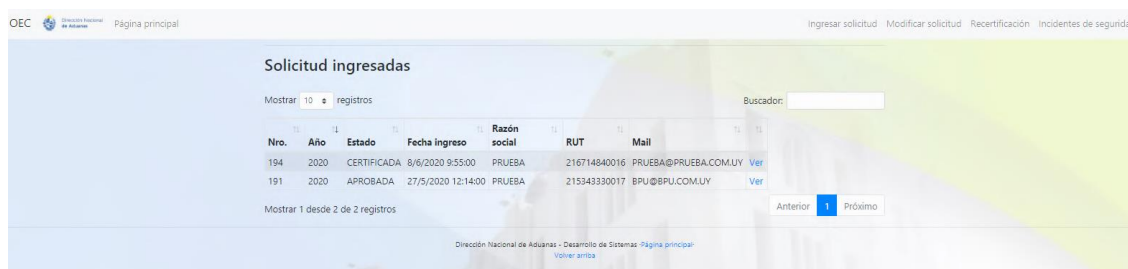 OEC Dirección Nacional de Aduanas Página principal Ingresar solicitud Modificar solicitud Recertificación Incidentes de segurida
Solicitud ingresadas
Mostrar 10 registros Buscador:
Nro. Año Estado Fecha ingreso Razón social RUT Mail
194 2020 CERTIFICADA 8/6/2020 9:55:00 PRUEBA 216714840016 PRUEBA@PRUEBA.COM.UY Ver
191 2020 APROBADA 27/5/2020 12:14:00 PRUEBA 215343330017 BPU@BPU.COM.UY Ver
Mostrar 1 desde 2 de 2 registros
Anterior 1 Próximo
Dirección Nacional de Aduanas - Desarrollo de Sistemas -Página principal-
Volver arriba